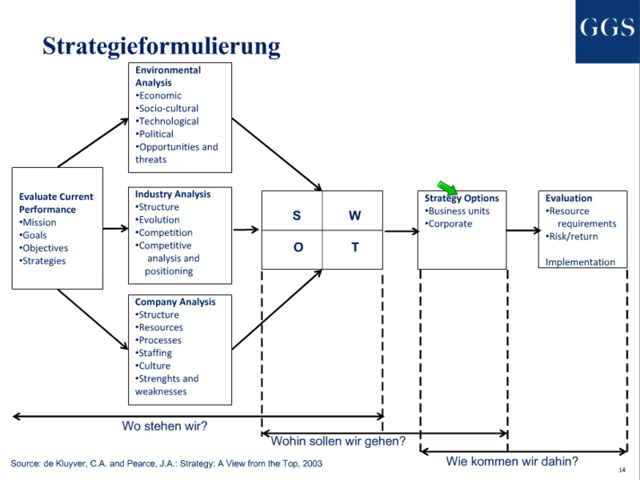 GGS
Strategieformulierung
Environmental
Analysis
•Economic
•Socio-cultural
•Technological
•Political
•Opportunities and
threats
Evaluate Current
Performance
•Mission
•Goals
•Objectives
•Strategies
Industry Analysis
•Structure
•Evolution
•Competition
•Competitive
analysis and
positioning
Company Analysis
•Structure
•Resources
•Processes
•Staffing
•Culture
•Strenghts and
weaknesses
S W
O T
Strategy Options
•Business units
•Corporate
Evaluation
•Resource
requirements
•Risk/return
Implementation
Wo stehen wir?
Wohin sollen wir gehen?
Wie kommen wir dahin?
Source: de Kluyver, C.A. and Pearce, J.A.: Strategy: A View from the Top, 2003
14